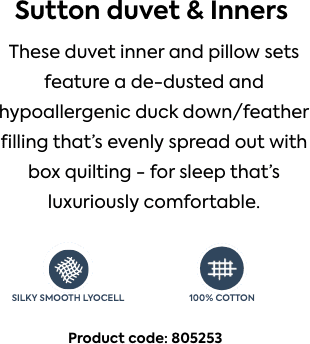 Sutton duvet & Inners
These duvet inner and pillow sets
feature a de-dusted and
hypoallergenic duck down/feather
filling that's evenly spread out with
box quilting - for sleep that's
luxuriously comfortable.
SILKY SMOOTH LYOCELL
100% COTTON
Product code: 805253